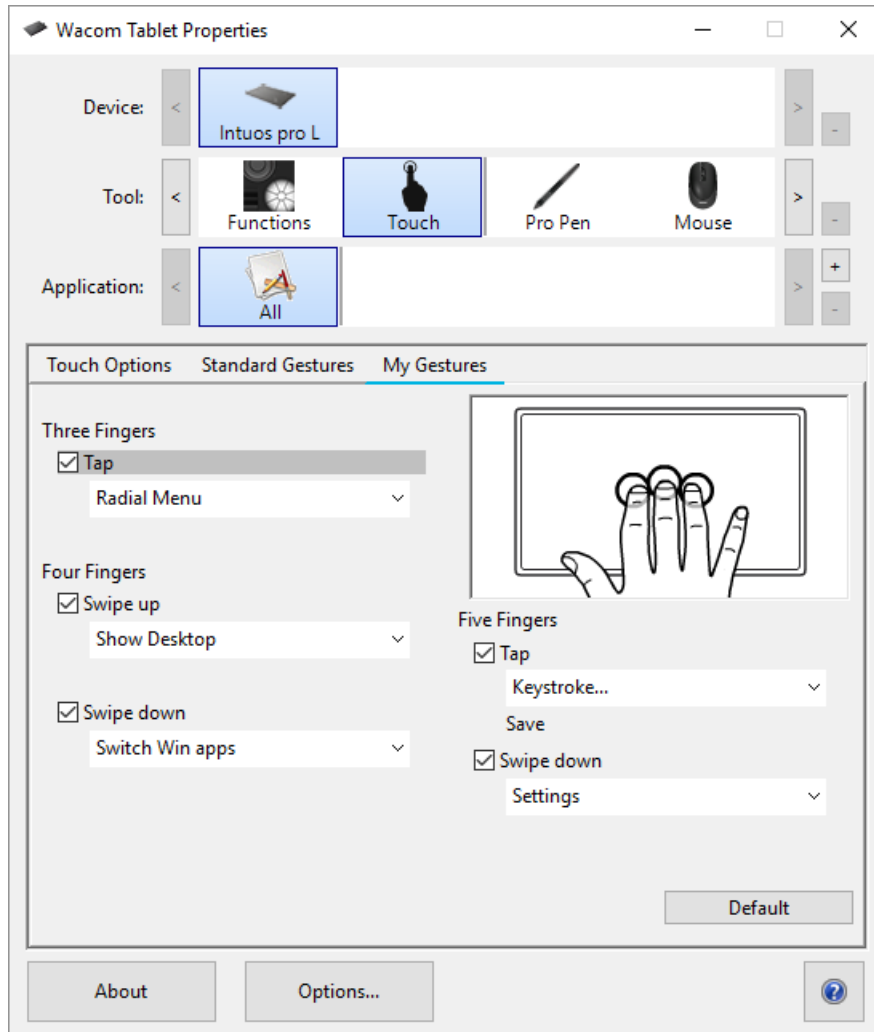 Wacom Tablet Properties
Device:
<
Intuos pro L
>
-
Tool:
<
Functions
Touch
Pro Pen
Mouse
>
-
Application:
<
All
>
+
-
Touch Options Standard Gestures My Gestures
Three Fingers
Tap
Radial Menu
Four Fingers
Swipe up
Show Desktop
Swipe down
Switch Win apps
Five Fingers
Tap
Keystroke...
Save
Swipe down
Settings
Default
About
Options...
?